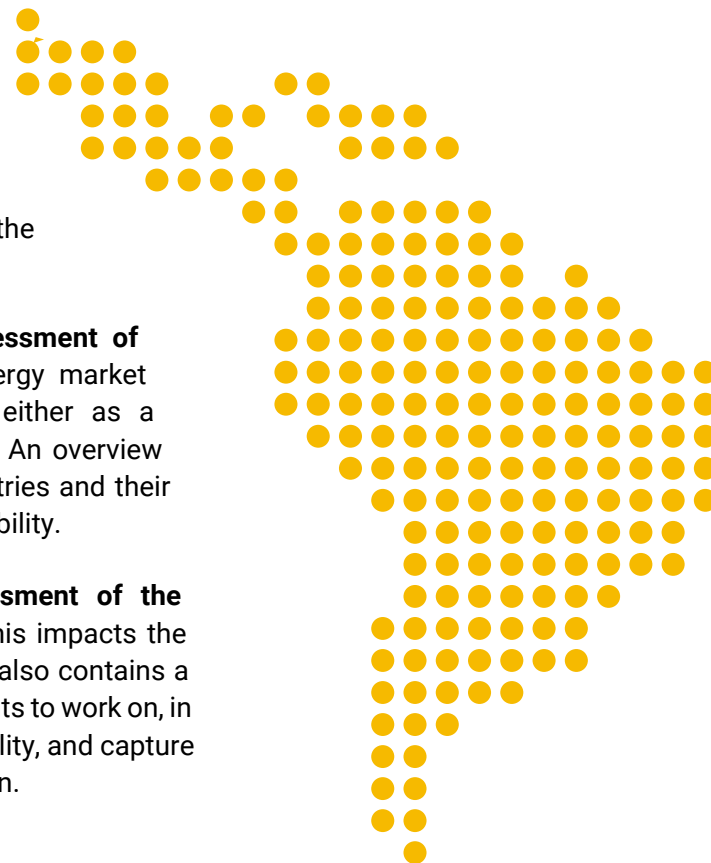 the
essment of
ergy market
either as a
An overview
tries and their
bility.
sment of the
his impacts the
also contains a
ts to work on, in
lity, and capture
n.